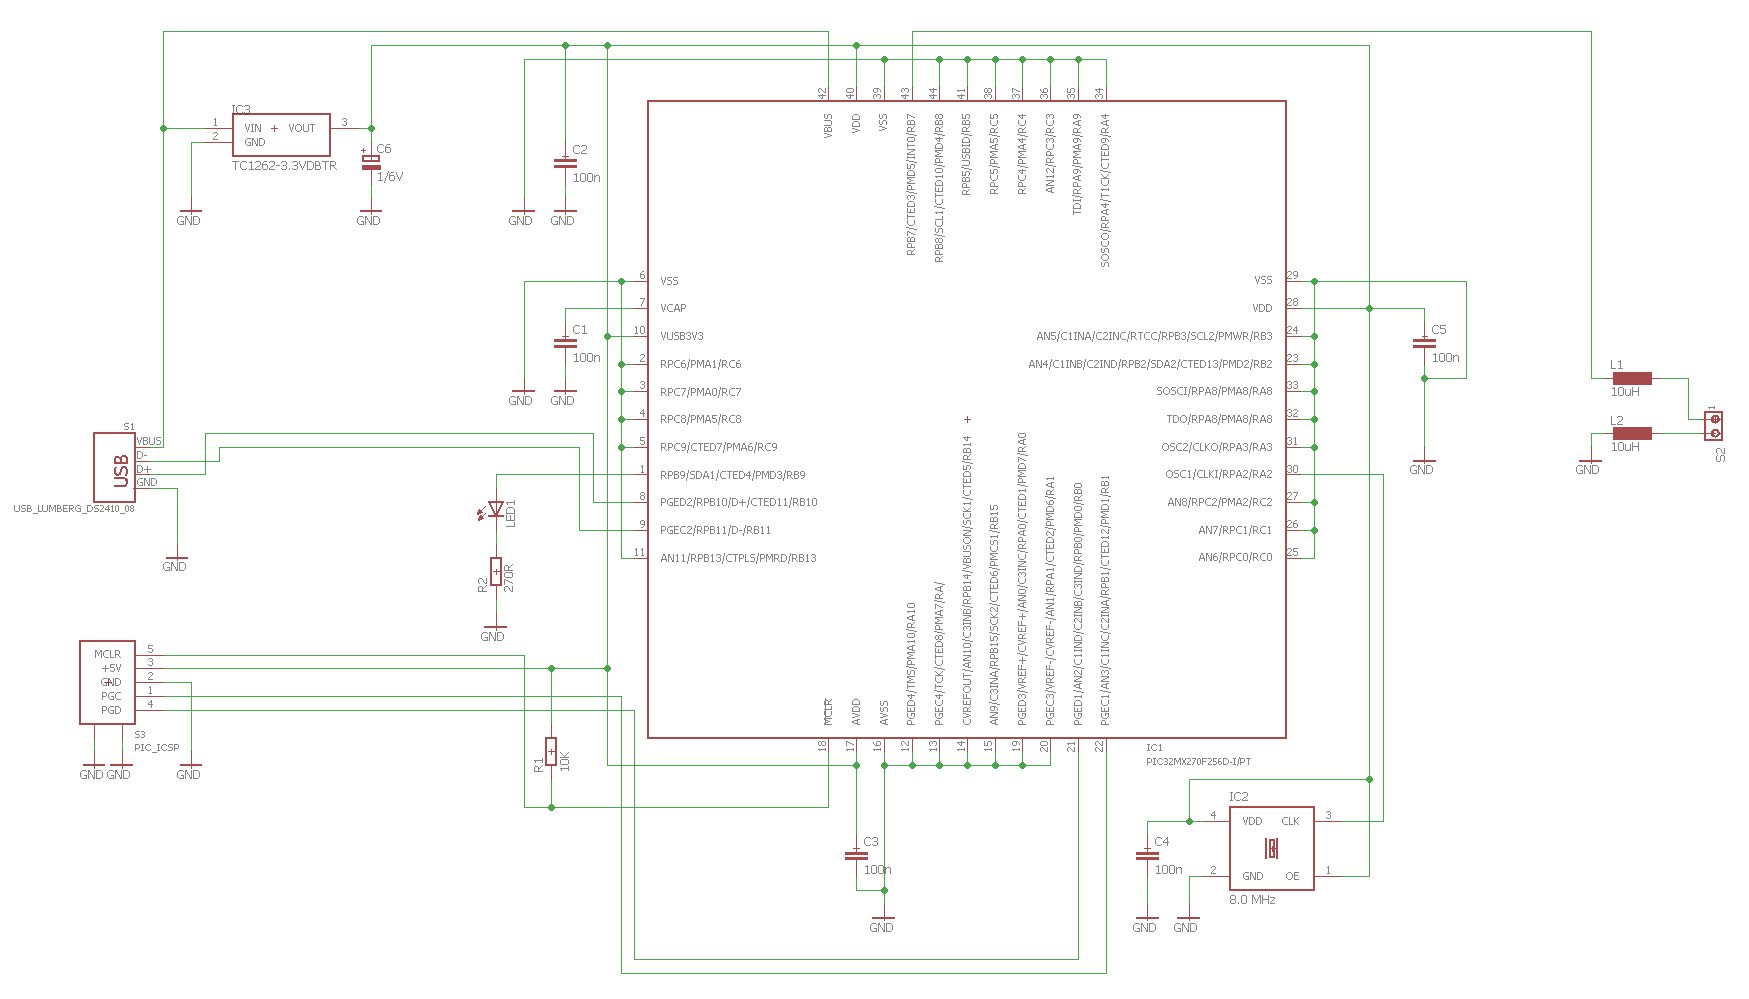 IC3
1
VIN
VOUT
3
2
GND
TC1262-3.3VDBTR
C6
1/6V
C2
100n
GND
GND
GND
GND
42
40
39
43
44
41
38
37
36
35
34
VBUS
VDD
VSS
RPB7/CTED3/PMD5/INT0/RB7
RPB8/SCL1/CTED10/PMD4/RB8
RPB5/USBID/RB5
RPC5/PMA5/RC5
RPC4/PMA4/RC4
AN12/RPC3/RC3
TDI/RPA9/PMA9/RA9
SOSCO/RPA4/T1CK/CTED9/RA4
6
VSS
7
VCAP
10
VUSB3V3
2
RPC6/PMA1/RC6
3
RPC7/PMA0/RC7
4
RPC8/PMA5/RC8
5
RPC9/CTED7/PMA6/RC9
1
RPB9/SDA1/CTED4/PMD3/RB9
8
PGED2/RPB10/D+/CTED11/RB10
9
PGEC2/RPB11/D-/RB11
11
AN11/RPB13/CTPLS/PMRD/RB13
C1
100n
GND
GND
VSS
29
VDD
28
AN5/C1INA/C2INC/RTCC/RPB3/SCL2/PMWR/RB3
24
AN4/C1INB/C2IND/RPB2/SDA2/CTED13/PMD2/RB2
23
SOSCI/RPA8/PMA8/RA8
33
TDO/RPA8/PMA8/RA8
32
OSC2/CLKO/RPA3/RA3
31
OSC1/CLKI/RPA2/RA2
30
AN8/RPC2/PMA2/RC2
27
AN7/RPC1/RC1
26
AN6/RPC0/RC0
25
C5
100n
GND
L1
10uH
L2
10uH
GND
1
S2
S1
VBUS
D-
D+
GND
USB
USB_LUMBERG_DS2410_08
GND
LED1
R2
270R
GND
MCLR
5
+5V
3
GND
2
PGC
1
PGD
4
S3
PIC_ICSP
GND
GND
GND
R1
10K
MCLR
AVDD
AVSS
PGED4/TMS/PMA10/RA10
PGEC4/TCK/CTED8/PMA7/RA/
CVREFOUT/AN10/C3INB/RPB14/VBUSON/SCK1/CTED5/RB14
AN9/C3INA/RPB15/SCK2/CTED6/PMCS1/RB15
PGED3/VREF+/CVREF+/AN0/C3INC/RPA0/CTED1/PMD7/RA0
PGEC3/VREF-/CVREF-/AN1/RPA1/CTED2/PMD6/RA1
PGED1/AN2/C1IND/C2INB/C3IND/RPB0/PMD0/RB0
PGEC1/AN3/C1INC/C2INA/RPB1/CTED12/PMD1/RB1
18
17
16
12
13
14
15
19
20
21
22
IC1
PIC32MX270F256D-I/PT
C3
100n
GND
C4
100n
GND
IC2
4
VDD
CLK
3
2
GND
OE
1
8.0 MHz
GND